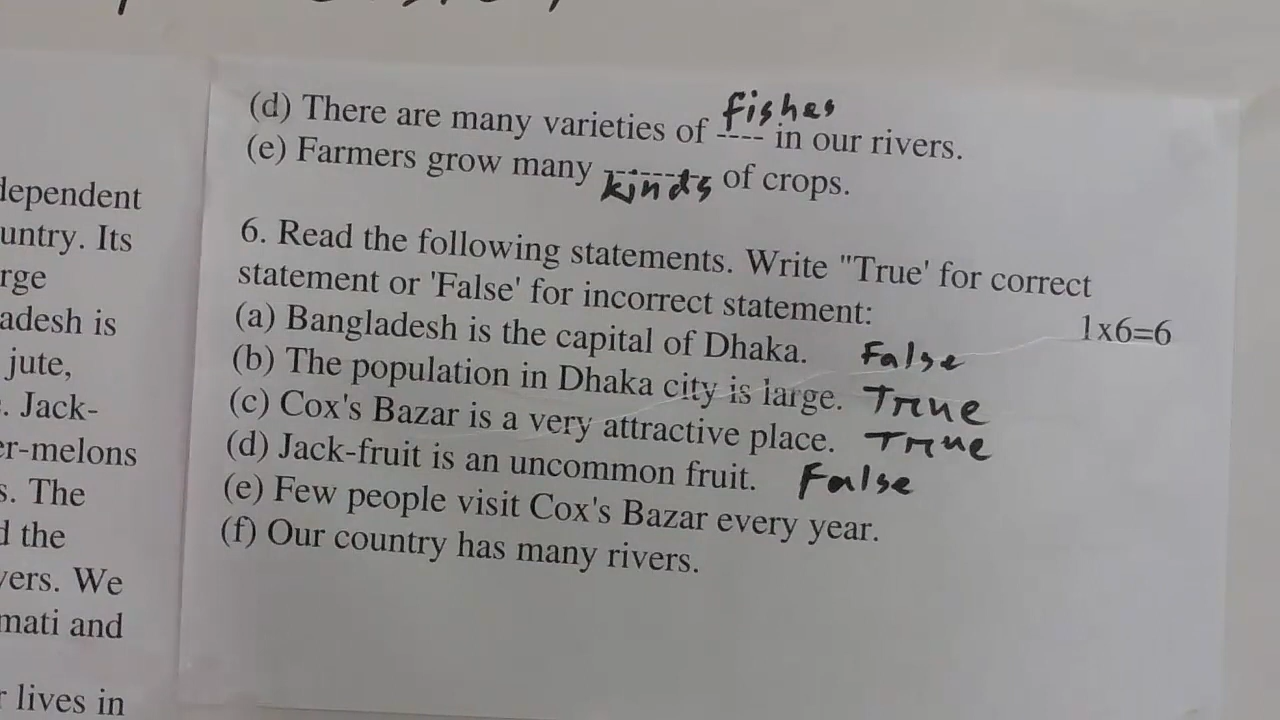 dependent
untry. Its
rge
adesh is
jute,
. Jack-
er-melons
s. The
d the
vers. We
mati and
r lives in
(d) There are many varieties of fishes ---- in our rivers.
(e) Farmers grow many ------- kinds of crops.
6. Read the following statements. Write "True' for correct
statement or 'False' for incorrect statement:
1x6=6
(a) Bangladesh is the capital of Dhaka. False
(b) The population in Dhaka city is large. True
(c) Cox's Bazar is a very attractive place. True
(d) Jack-fruit is an uncommon fruit. False
(e) Few people visit Cox's Bazar every year.
(f) Our country has many rivers.